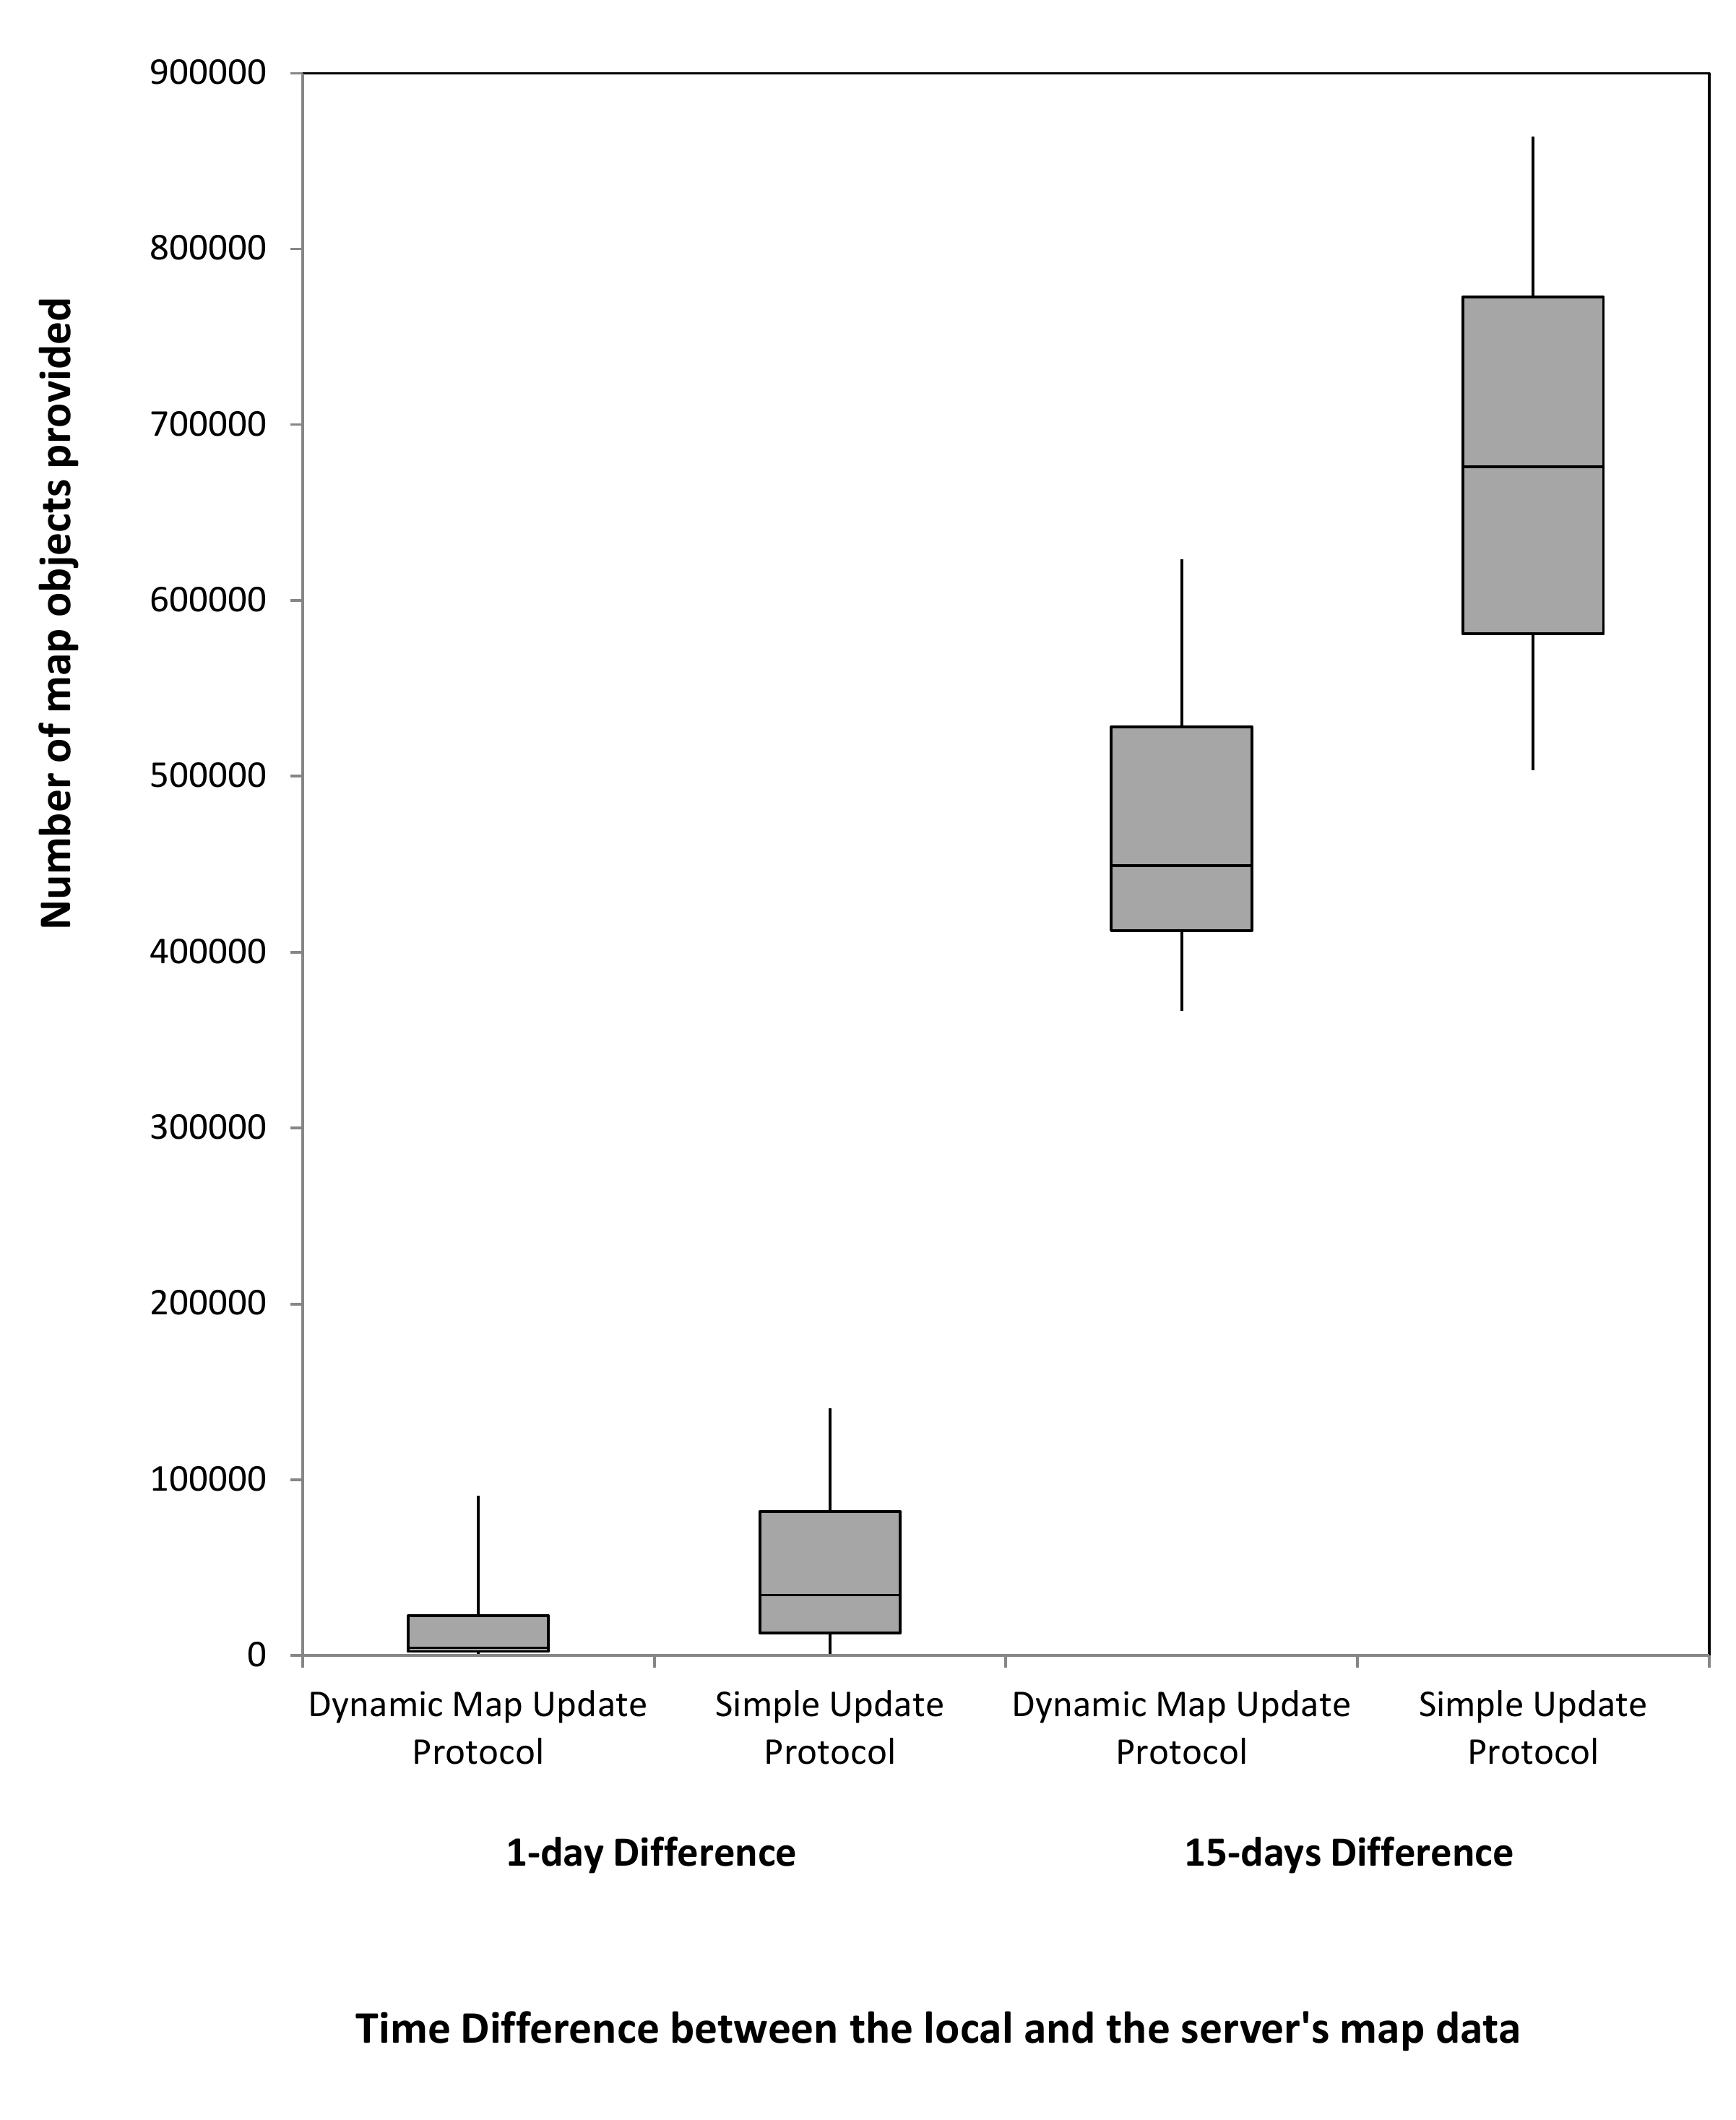 Number of map objects provided
900000
800000
700000
600000
500000
400000
300000
200000
100000
0
Dynamic Map Update
Protocol
Simple Update
Protocol
Dynamic Map Update
Protocol
Simple Update
Protocol
1-day Difference
15-days Difference
Time Difference between the local and the server's map data